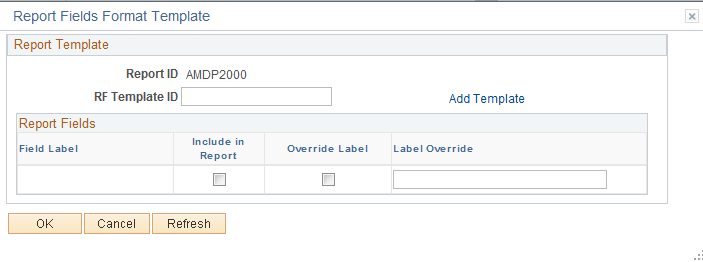 Report Fields Format Template
Report Template
Report ID AMDP2000
RF Template ID
Add Template
Report Fields
Field Label
Include in
Report
Override Label
Label Override
OK
Cancel
Refresh